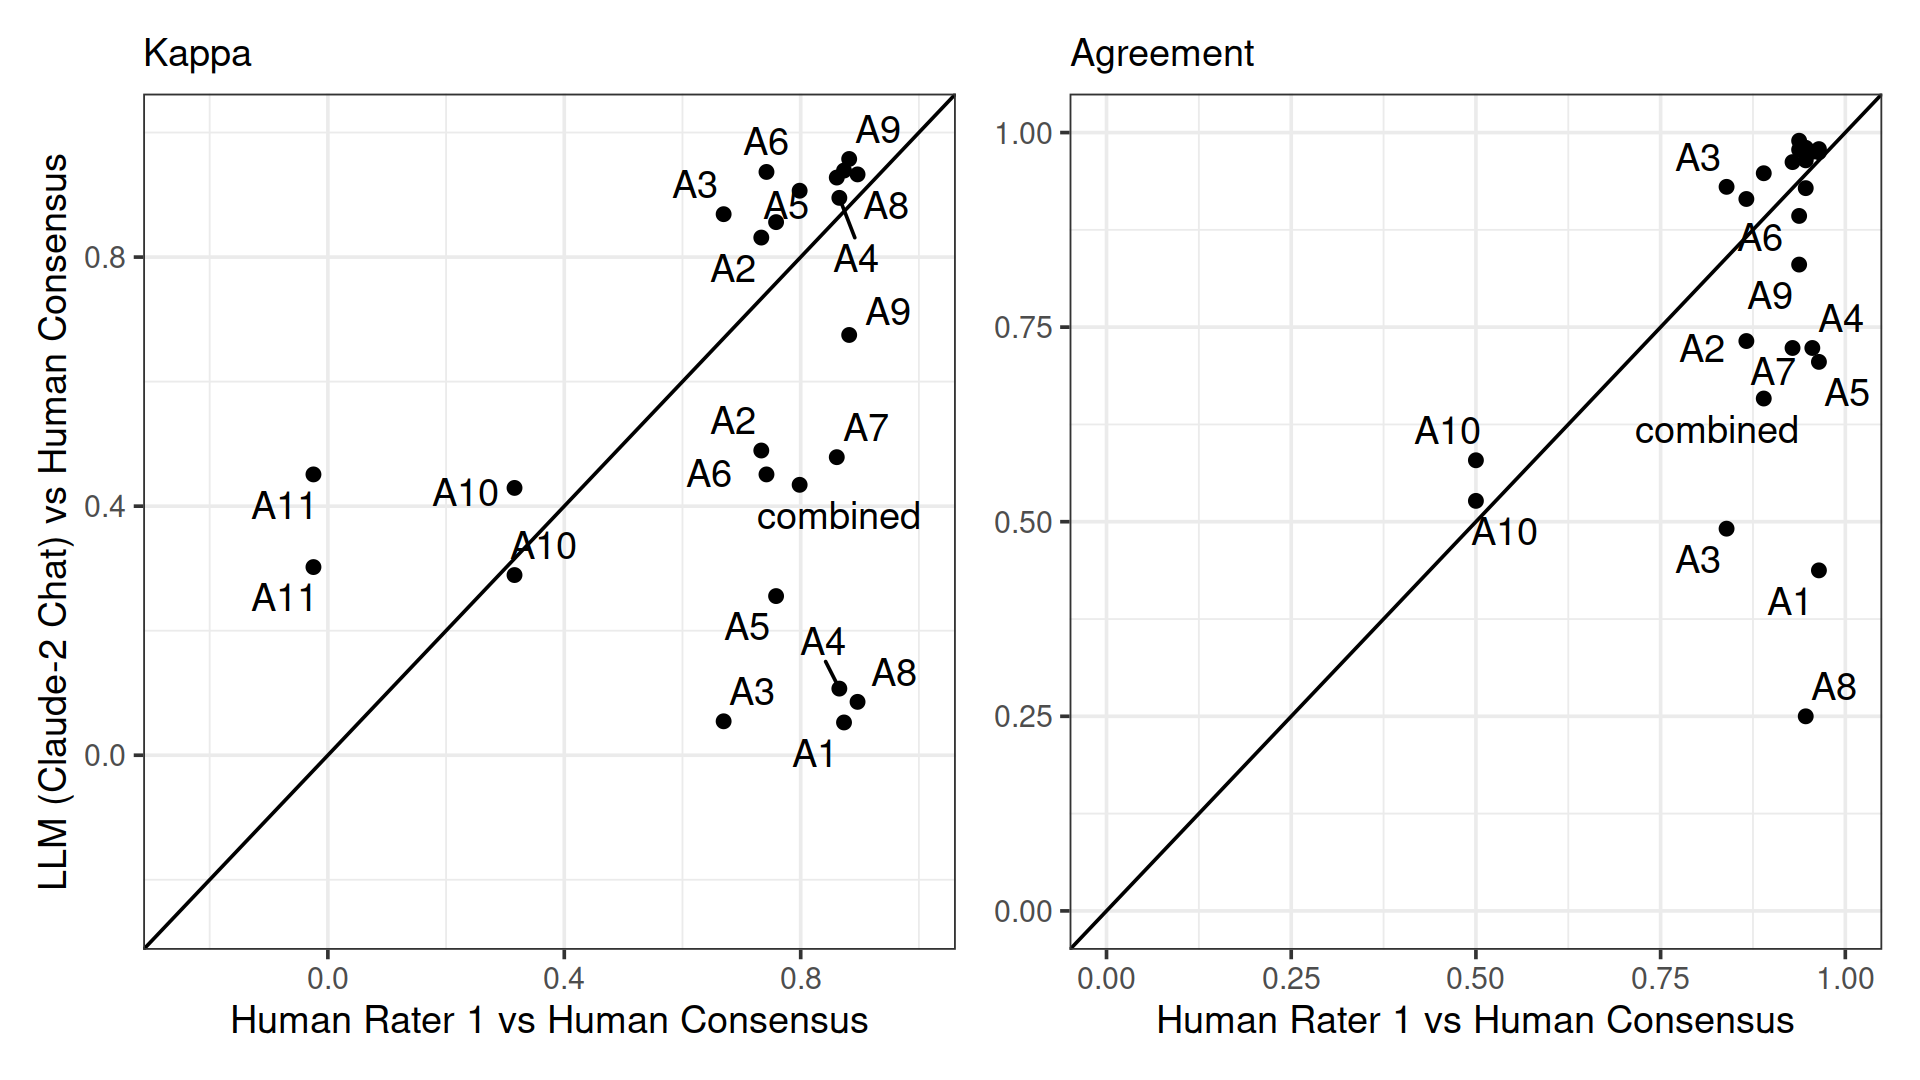 Kappa
LLM (Claude-2 Chat) vs Human Consensus
0.8
0.4
0.0
A9
A6
A3
A5
A8
A4
A2
A9
A2
A7
A6
A10
A11
combined
A10
A11
A5
A4
A8
A3
A1
0.0
0.4
0.8
Human Rater 1 vs Human Consensus
Agreement
1.00
0.75
0.50
0.25
0.00
A3
A6
A9
A4
A2
A7
A5
combined
A10
A10
A3
A1
A8
0.00
0.25
0.50
0.75
1.00
Human Rater 1 vs Human Consensus